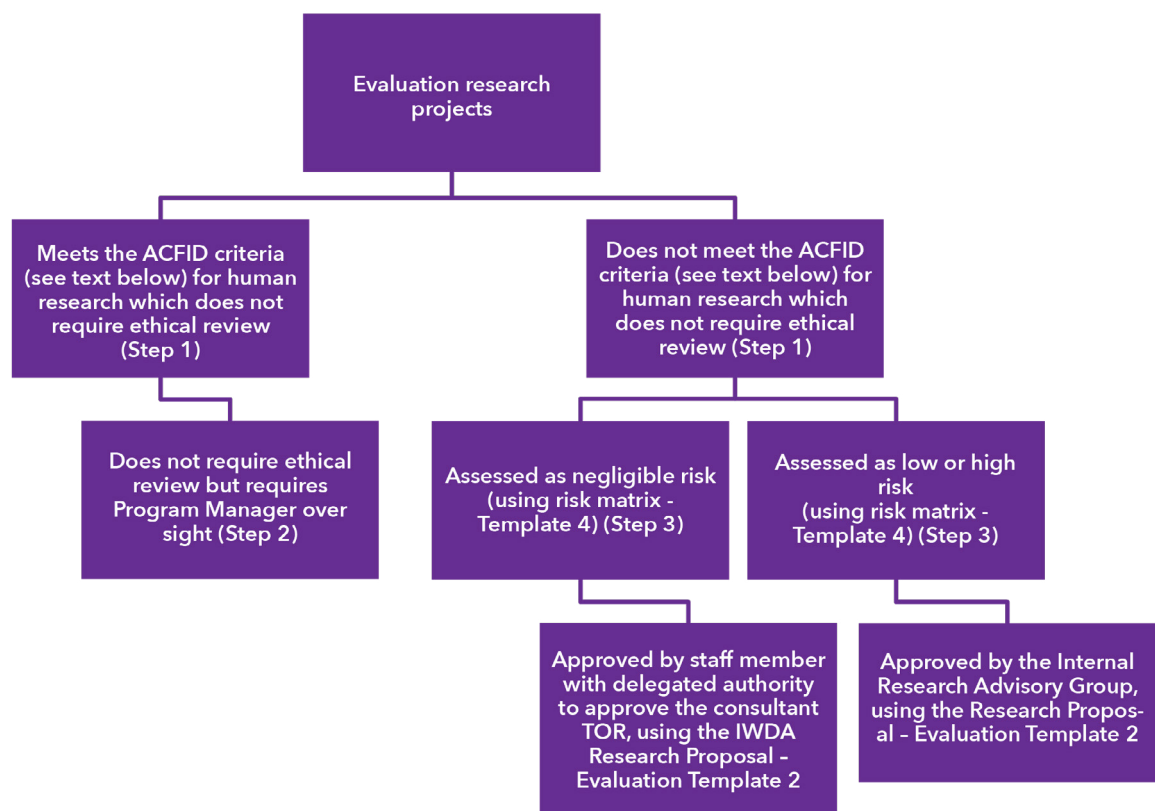 Evaluation research
projects
Meets the ACFID criteria
(see text below) for human
research which does not
require ethical review
(Step 1)
Does not meet the ACFID
criteria (see text below) for
human research which
does not require ethical
review (Step 1)
Does not require ethical
review but requires
Program Manager over
sight (Step 2)
Assessed as negligible risk
(using risk matrix -
Template 4) (Step 3)
Assessed as low or high
risk
(using risk matrix -
Template 4) (Step 3)
Approved by staff member
with delegated authority
to approve the consultant
TOR, using the IWDA
Research Proposal –
Evaluation Template 2
Approved by the Internal
Research Advisory Group,
using the Research Propos-
al – Evaluation Template 2